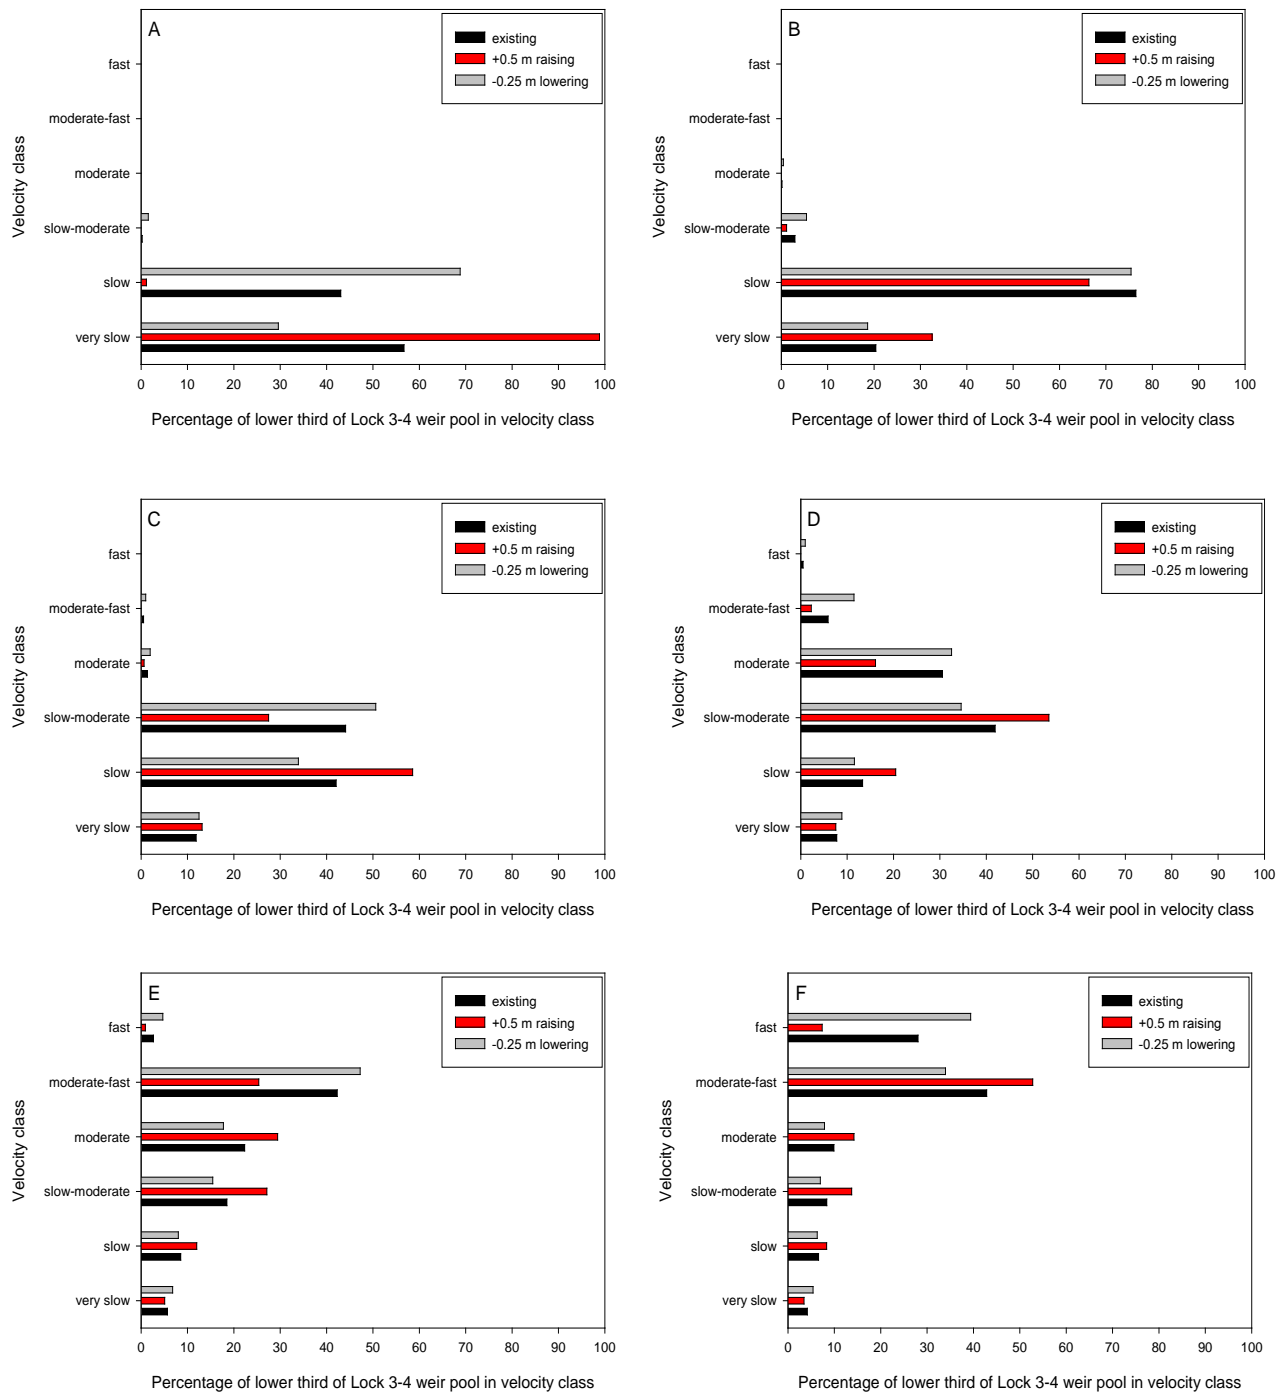 A
existing
+0.5 m raising
-0.25 m lowering
fast
moderate-fast
moderate
slow-moderate
slow
very slow
Velocity class
0 10 20 30 40 50 60 70 80 90 100
Percentage of lower third of Lock 3-4 weir pool in velocity class
B
existing
+0.5 m raising
-0.25 m lowering
fast
moderate-fast
moderate
slow-moderate
slow
very slow
Velocity class
0 10 20 30 40 50 60 70 80 90 100
Percentage of lower third of Lock 3-4 weir pool in velocity class
C
existing
+0.5 m raising
-0.25 m lowering
fast
moderate-fast
moderate
slow-moderate
slow
very slow
Velocity class
0 10 20 30 40 50 60 70 80 90 100
Percentage of lower third of Lock 3-4 weir pool in velocity class
D
existing
+0.5 m raising
-0.25 m lowering
fast
moderate-fast
moderate
slow-moderate
slow
very slow
Velocity class
0 10 20 30 40 50 60 70 80 90 100
Percentage of lower third of Lock 3-4 weir pool in velocity class
E
existing
+0.5 m raising
-0.25 m lowering
fast
moderate-fast
moderate
slow-moderate
slow
very slow
Velocity class
0 10 20 30 40 50 60 70 80 90 100
Percentage of lower third of Lock 3-4 weir pool in velocity class
F
existing
+0.5 m raising
-0.25 m lowering
fast
moderate-fast
moderate
slow-moderate
slow
very slow
Velocity class
0 10 20 30 40 50 60 70 80 90 100
Percentage of lower third of Lock 3-4 weir pool in velocity class